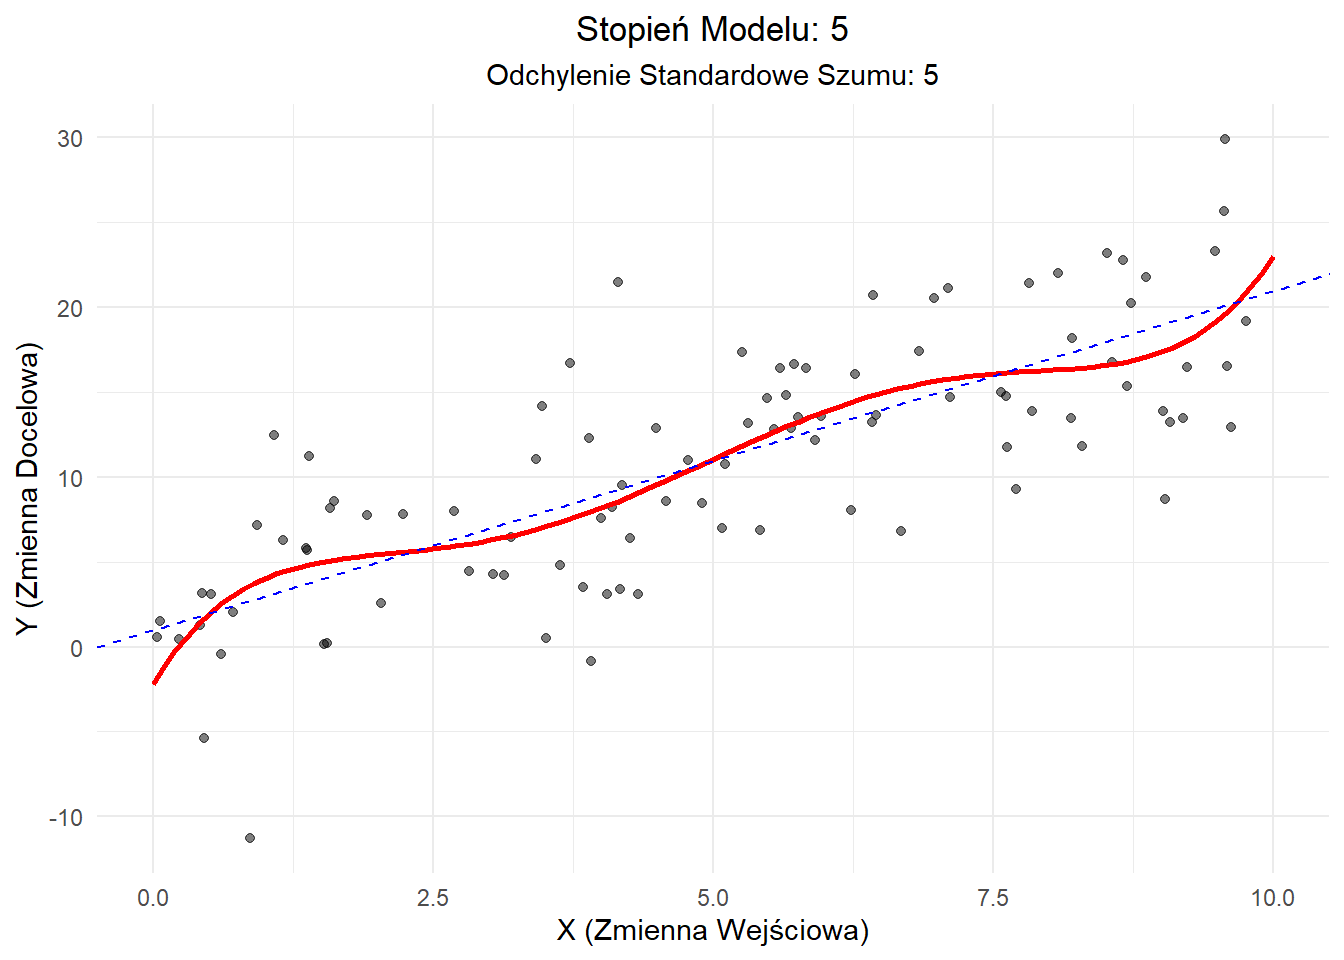 Stopień Modelu: 5
Odchylenie Standardowe Szumu: 5
Y (Zmienna Docelowa)
30
20
10
0
-10
0.0 2.5 5.0 7.5 10.0
X (Zmienna Wejściowa)